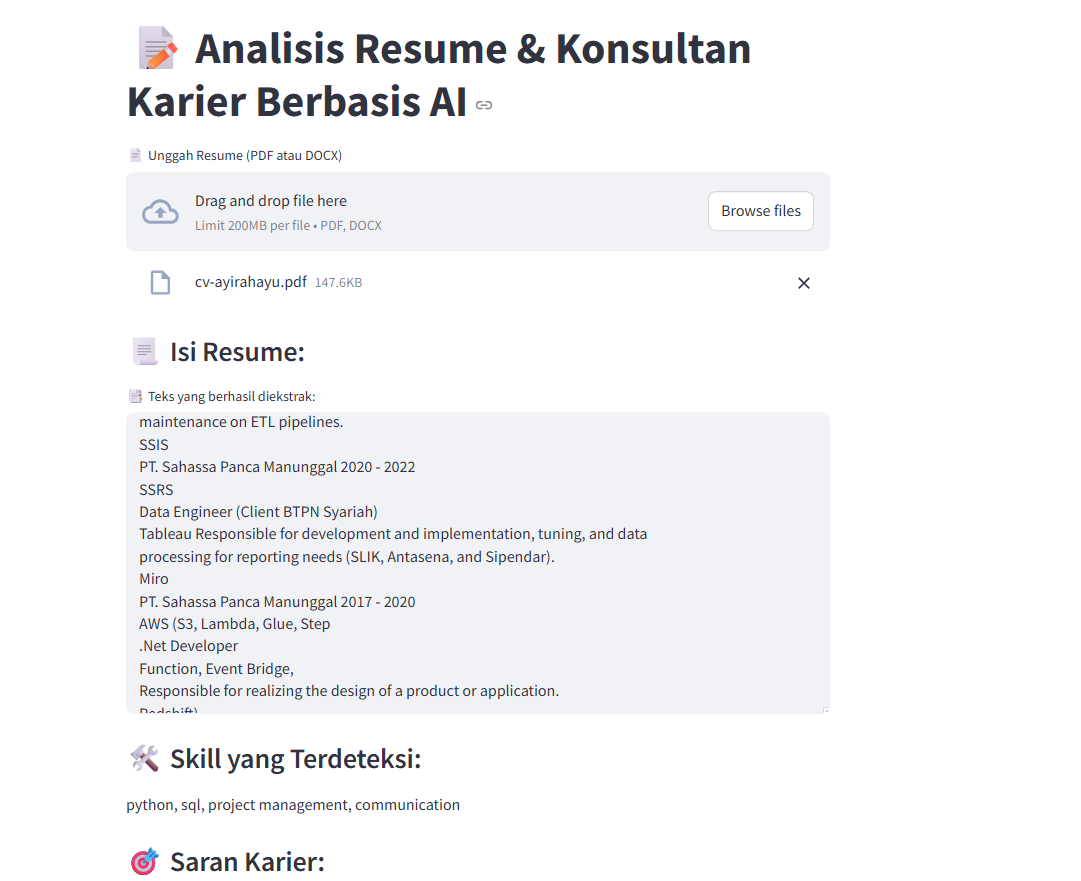 Analisis Resume & Konsultan
Karier Berbasis AI
Unggah Resume (PDF atau DOCX)
Drag and drop file here
Limit 200MB per file • PDF, DOCX
Browse files
cv-ayirahayu.pdf 147.6KB
Isi Resume:
Teks yang berhasil diekstrak:
maintenance on ETL pipelines.
SSIS
PT. Sahassa Panca Manunggal 2020 - 2022
SSRS
Data Engineer (Client BTPN Syariah)
Tableau Responsible for development and implementation, tuning, and data
processing for reporting needs (SLIK, Antasena, and Sipendar).
Miro
PT. Sahassa Panca Manunggal 2017 - 2020
AWS (S3, Lambda, Glue, Step
.Net Developer
Function, Event Bridge,
Responsible for realizing the design of a product or application.
Redshift)
Skill yang Terdeteksi:
python, sql, project management, communication
Saran Karier: